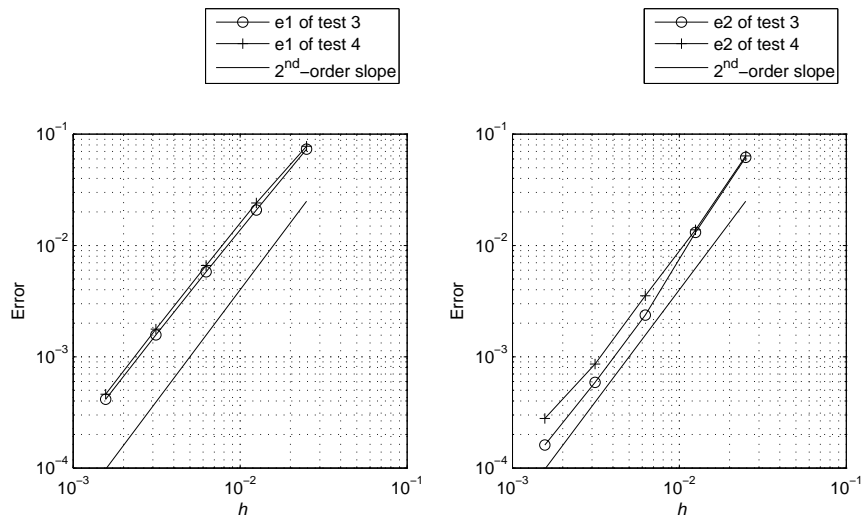 e1 of test 3
e1 of test 4
2nd−order slope
10−1
10−2
10−3
10−4
Error
10−3
10−2
10−1
h
e2 of test 3
e2 of test 4
2nd−order slope
10−1
10−2
10−3
10−4
Error
10−3
10−2
10−1
h